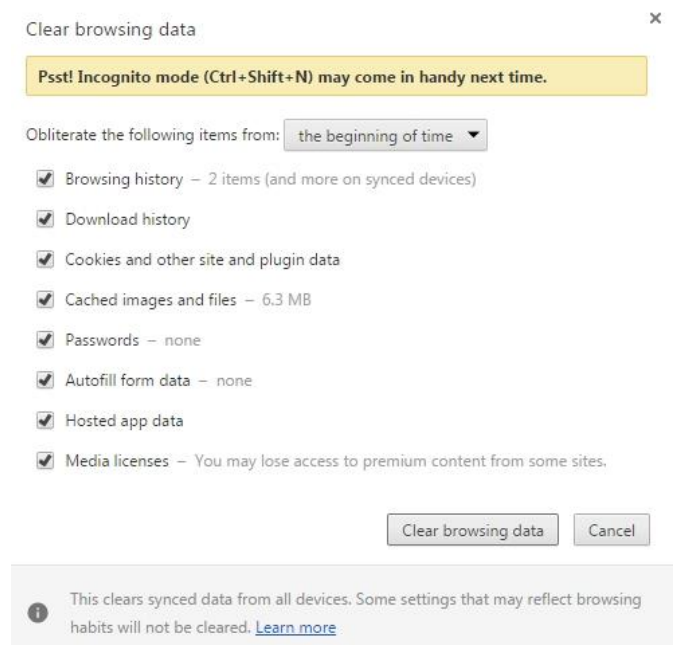 Clear browsing data
Psst! Incognito mode (Ctrl+Shift+N) may come in handy next time.
Obliterate the following items from: the beginning of time
Browsing history – 2 items (and more on synced devices)
Download history
Cookies and other site and plugin data
Cached images and files – 6.3 MB
Passwords – none
Autofill form data – none
Hosted app data
Media licenses – You may lose access to premium content from some sites.
Clear browsing data Cancel
This clears synced data from all devices. Some settings that may reflect browsing
habits will not be cleared. Learn more